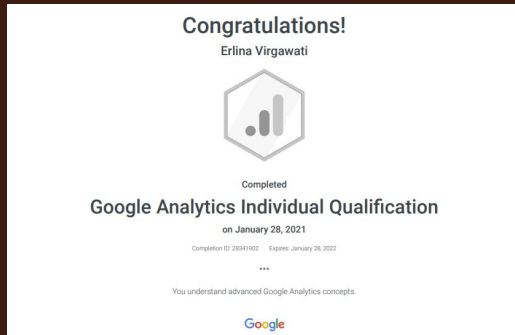 Congratulations!
Erlina Virgawati
Completed
Google Analytics Individual Qualification
on January 28, 2021
Completion ID: 28341902 Expires: January 28, 2022
•••
You understand advanced Google Analytics concepts.
Google